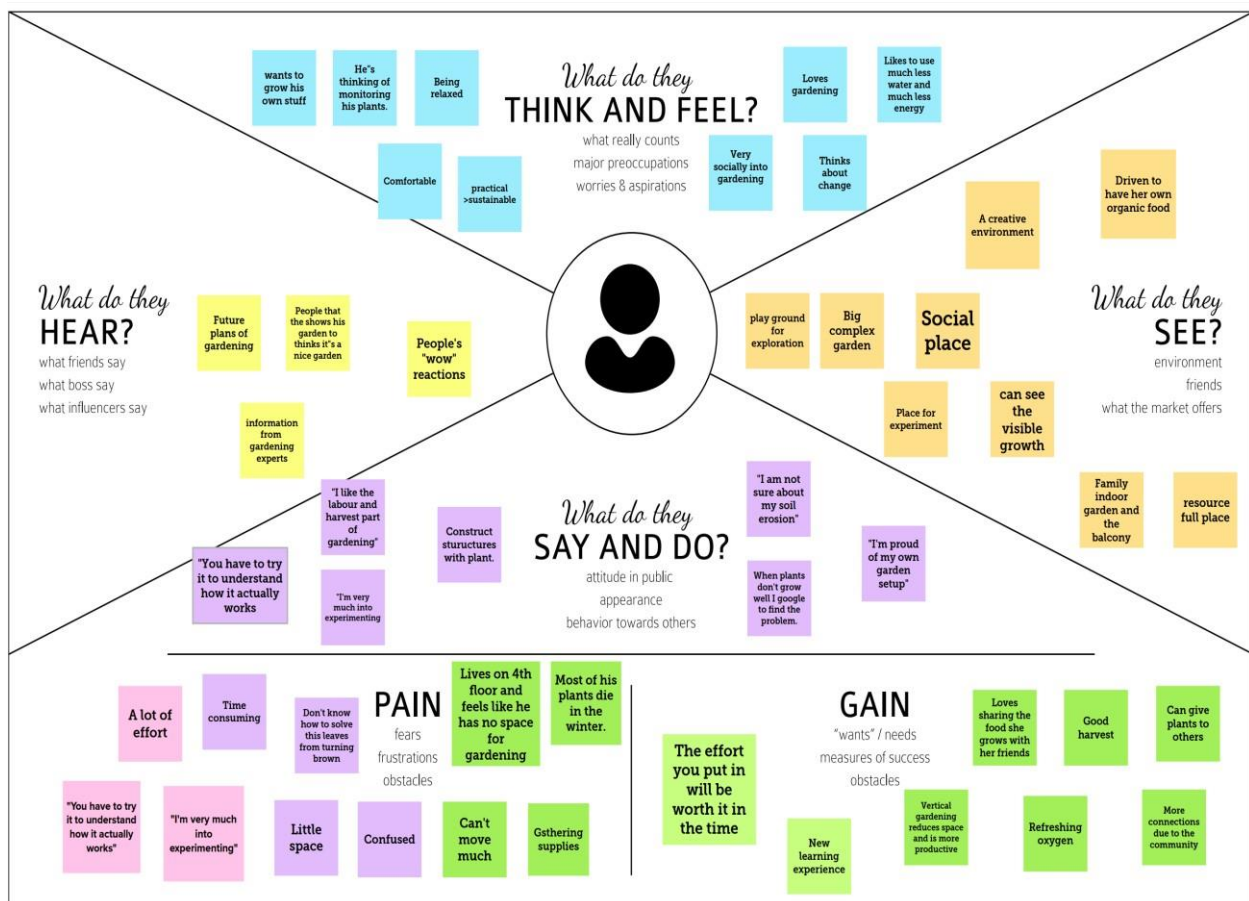 wants to
grow his
own stuff
He"s
thinking of
monitoring
his plants.
Being
relaxed
Comfortable
practical
>sustainable
What do they
THINK AND FEEL?
what really counts
major preoccupations
worries & aspirations
Loves
gardening
Likes to use
much less
water and
much less
energy
Very
socially into
gardening
Thinks
about
change
What do they
HEAR?
what friends say
what boss say
what influencers say
Future
plans of
gardening
People that
the shows his
garden to
thinks it"s a
nice garden
People's
"wow"
reactions
information
from
gardening
experts
A creative
environment
Driven to
have her own
organic food
play ground
for
exploration
Big
complex
garden
Social
place
What do they
SEE?
environment
friends
what the market offers
Place for
experiment
can see
the
visible
growth
Family
indoor
garden and
the
balcony
resource
full place
"I like the
labour and
harvest part
of
gardening"
"You have to try
it to understand
how it actually
works
"I'm very
much into
experimenting
Construct
sturuetures
with plant.
What do they
SAY AND DO?
attitude in public
appearance
behavior towards others
"I am not
sure about
my soil
erosion"
When plants
don't grow
well I google
to find the
problem.
"I'm proud
of my own
garden
setup"
A lot of
effort
Time
consuming
Don't know
how to solve
this leaves
from turning
brown
PAIN
fears
frustrations
obstacles
Lives on 4th
floor and
feels like he
has no space
for
gardening
Most of his
plants die
in the
winter.
"You have to try
it to understand
how it actually
works"
"I'm very much
into
experimenting"
Little
space
Confused
Can't
move
much
Gsthering
supplies
The effort
you put in
will be
worth it in
the time
GAIN
"wants" / needs
measures of success
obstacles
Loves
sharing the
food she
grows with
her friends
Good
harvest
Can give
plants to
others
New
learning
experience
Vertical
gardening
reduces space
and is more
productive
Refreshing
oxygen
More
connections
due to the
community